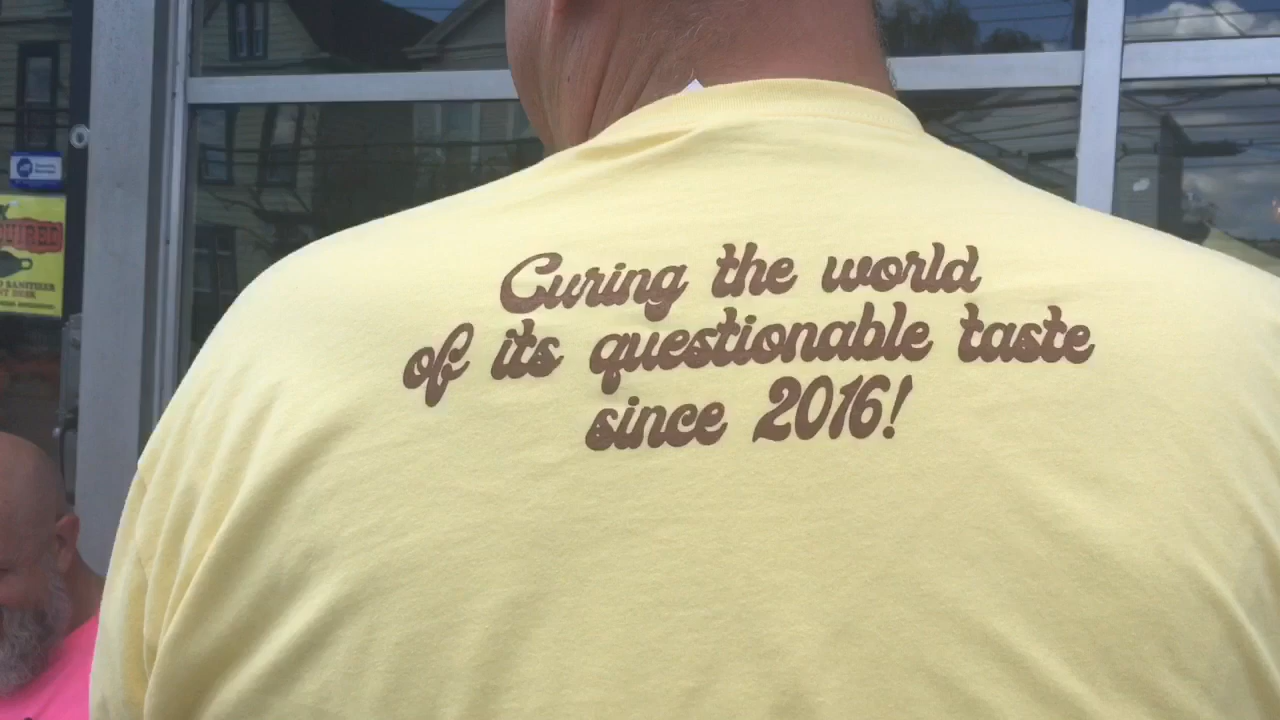 Curing the world
of its questionable taste
since 2016!